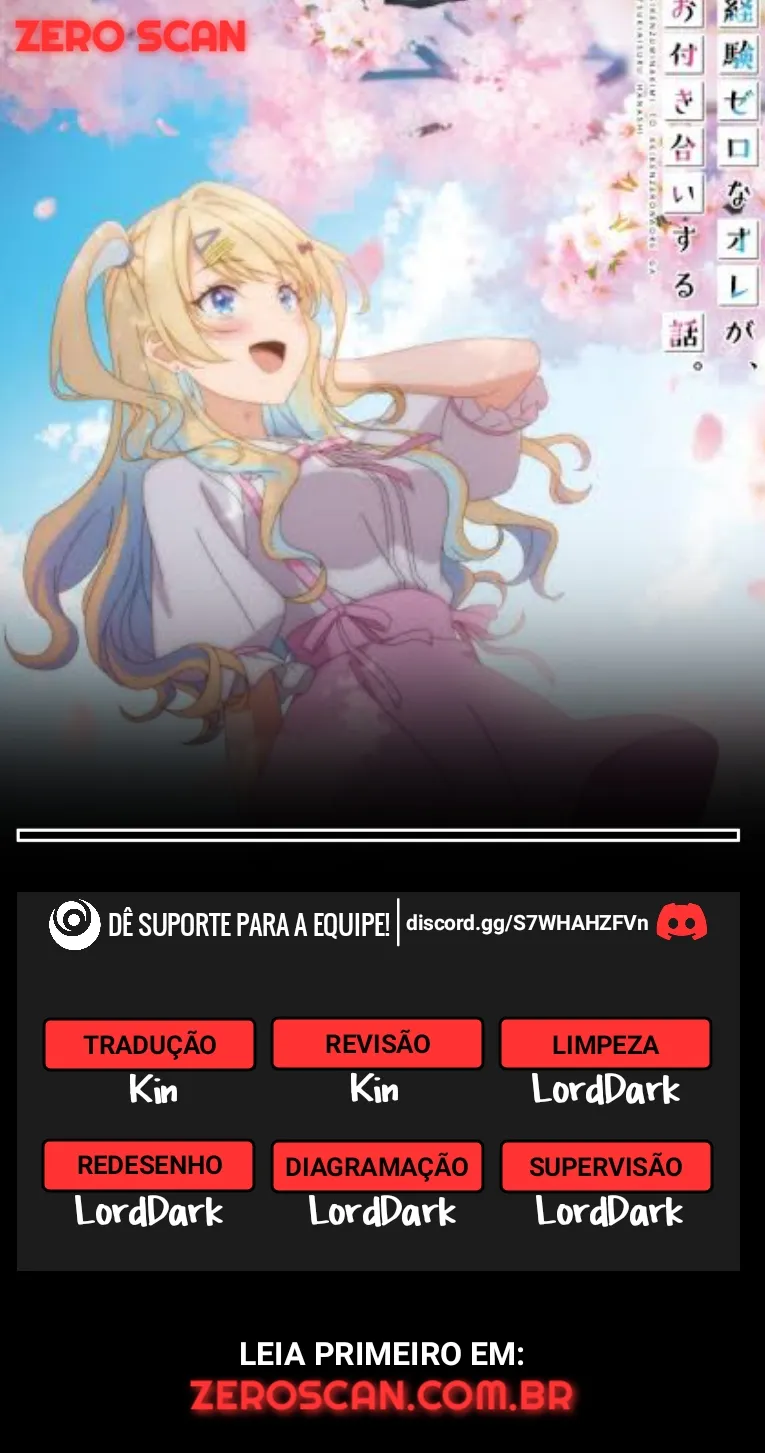 ZERO SCAN
経験ゼロなオレが、
お付き合いする話。
DÊ SUPORTE PARA A EQUIPE!
discord.gg/S7WHAHZFVn
TRADUÇÃO
REVISÃO
LIMPEZA
Kin
Kin
LordDark
REDESENHO
DIAGRAMAÇÃO
SUPERVISÃO
LordDark
LordDark
LordDark
LEIA PRIMEIRO EM:
ZEROSCAN.COM.BR